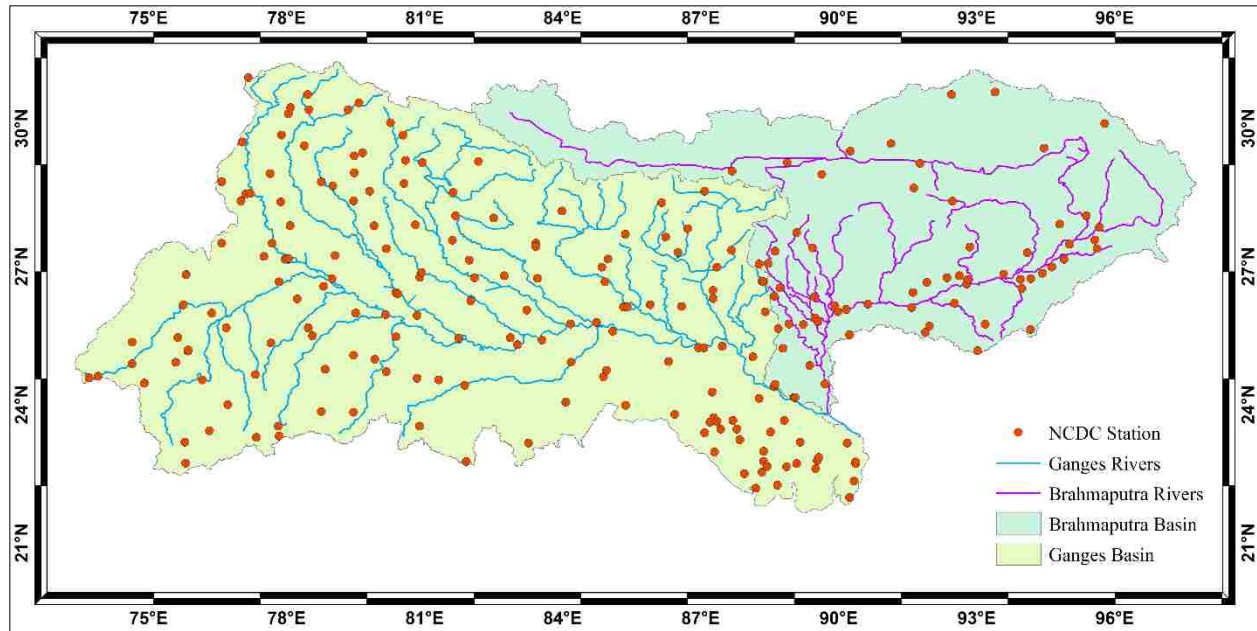 75°E 78°E 81°E 84°E 87°E 90°E 93°E 96°E
30°N 30°N
27°N 27°N
24°N 24°N
NCDC Station
Ganges Rivers
Brahmaputra Rivers
Brahmaputra Basin
Ganges Basin
21°N 21°N
75°E 78°E 81°E 84°E 87°E 90°E 93°E 96°E